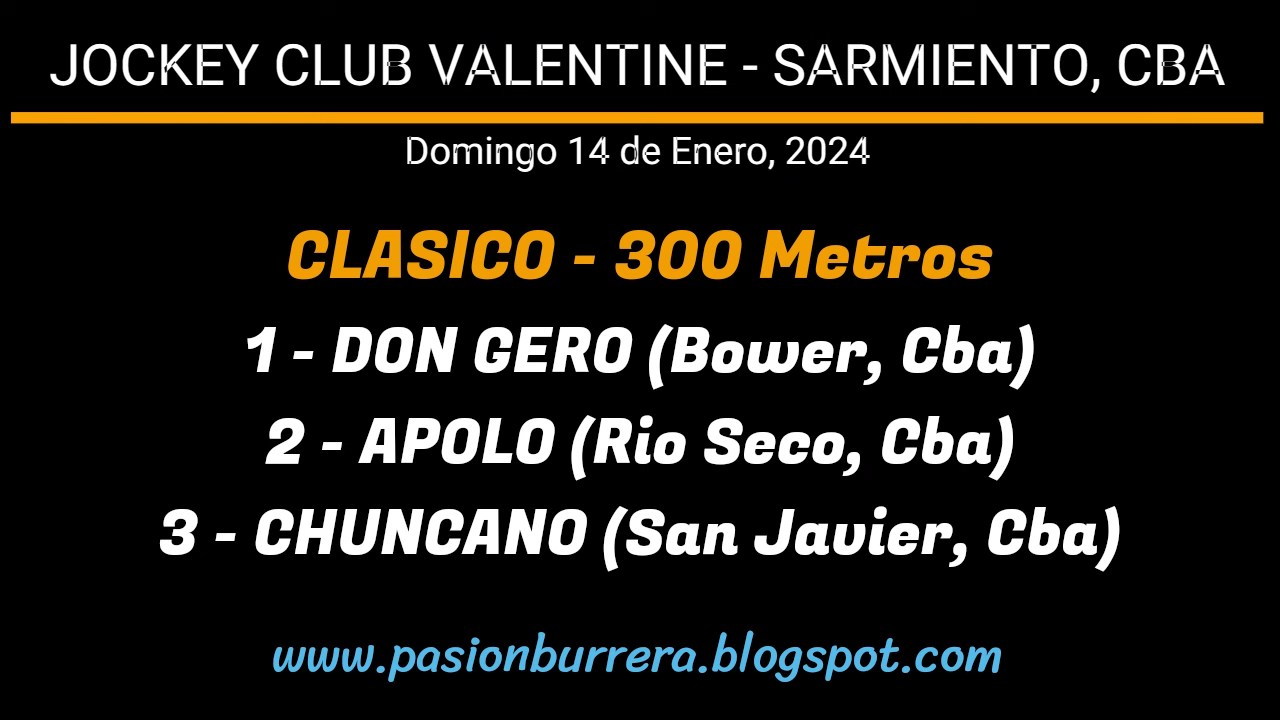 JOCKEY CLUB VALENTINE - SARMIENTO, CBA
Domingo 14 de Enero, 2024
CLASICO - 300 Metros
1 - DON GERO (Bower, Cba)
2 - APOLO (Rio Seco, Cba)
3 - CHUNCANO (San Javier, Cba)
www.pasionburrera.blogspot.com